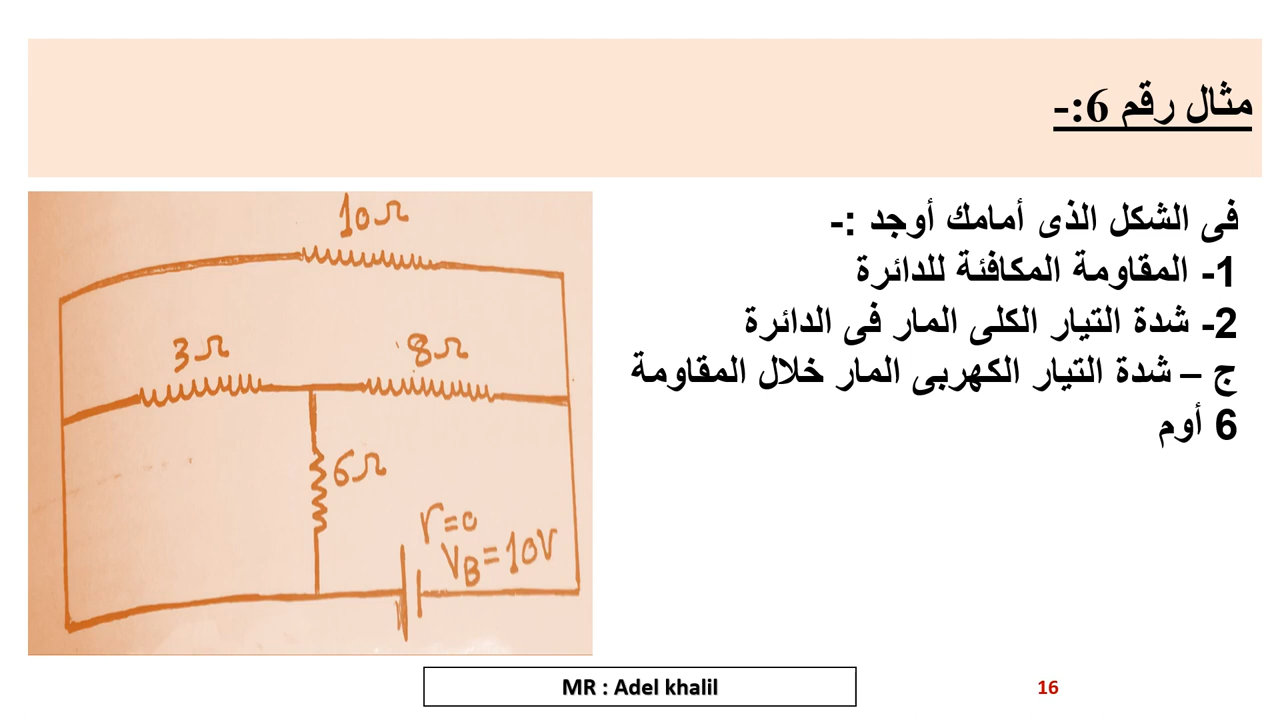 مثال رقم 6:-
فى الشكل الذى أمامك أوجد :-
1- المقاومة المكافئة للدائرة
2- شدة التيار الكلى المار فى الدائرة
ج – شدة التيار الكهربى المار خلال المقاومة
6 أوم
10Ω
3Ω
8Ω
6Ω
r=0
VB=10V
MR : Adel khalil
16